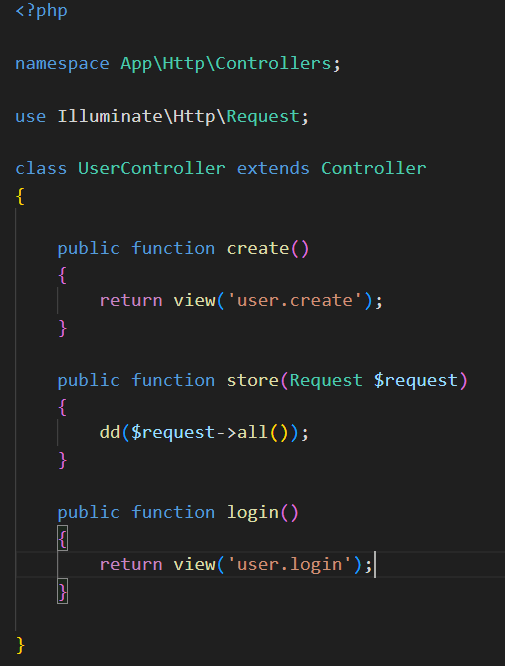 <?php
namespace App\Http\Controllers;
use Illuminate\Http\Request;
class UserController extends Controller
{
public function create()
{
return view('user.create');
}
public function store(Request $request)
{
dd($request->all());
}
public function login()
{
return view('user.login');
}
}